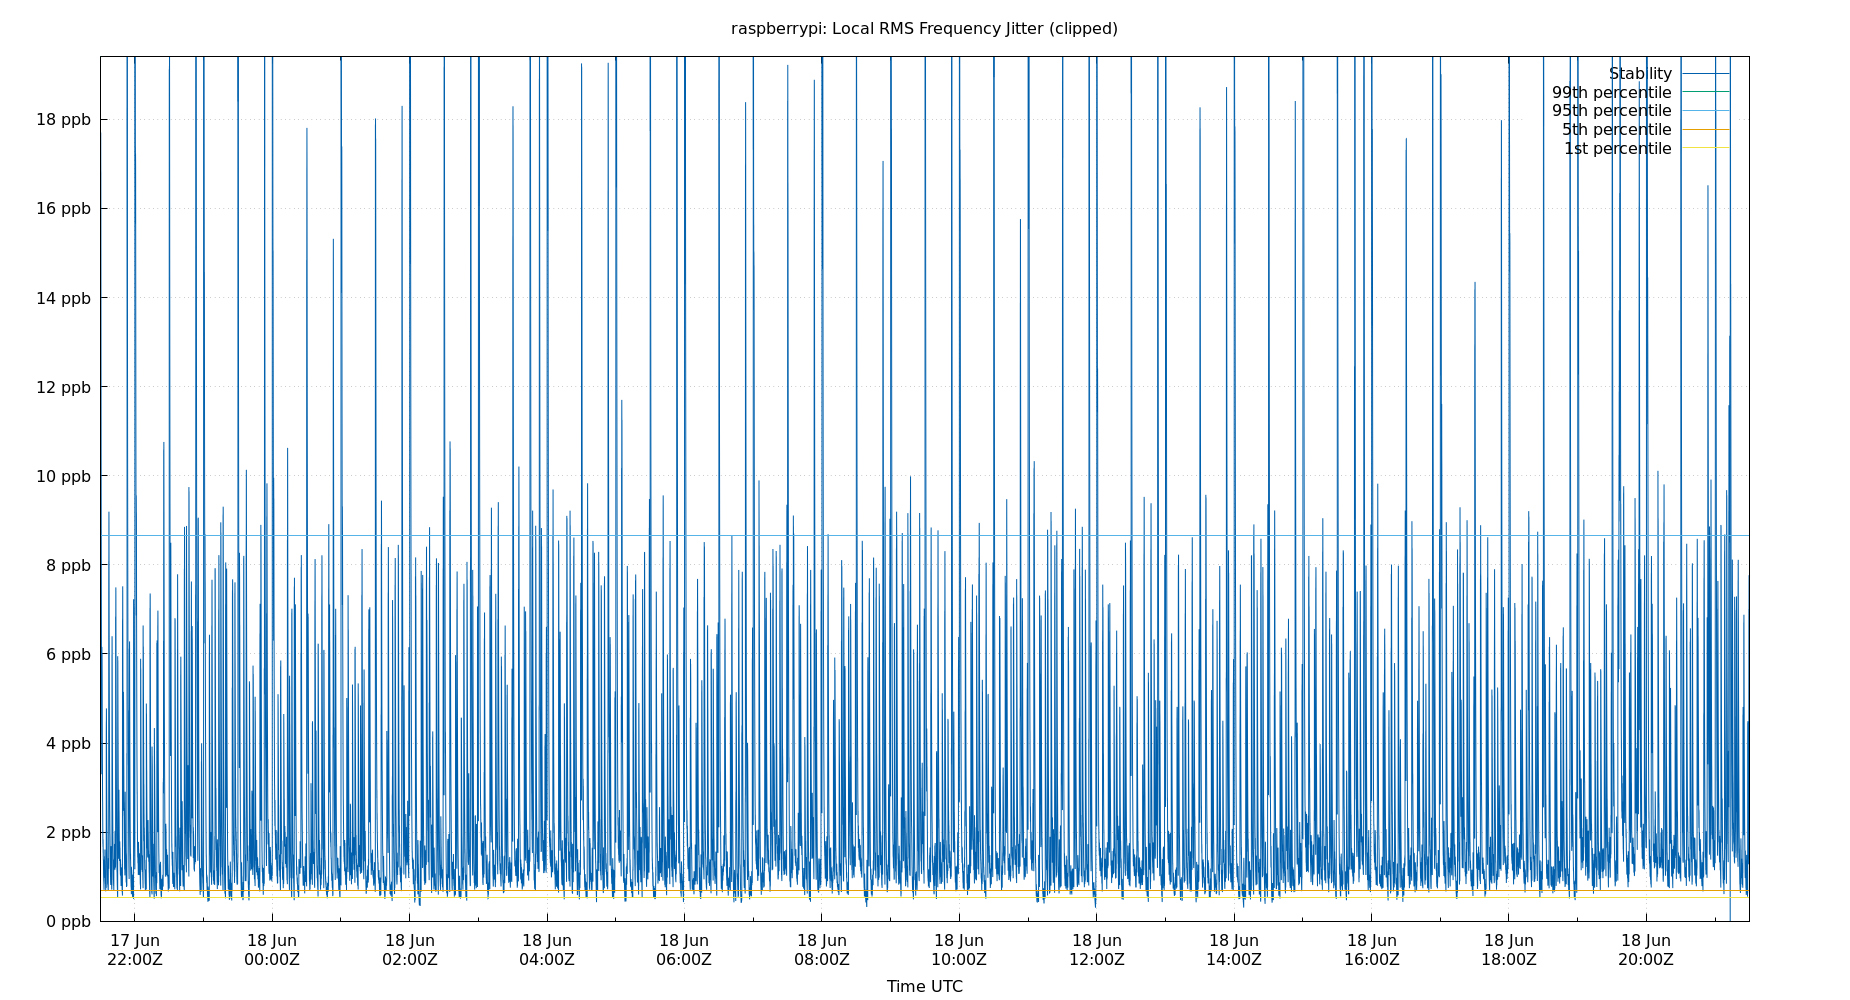 raspberrypi: Local RMS Frequency Jitter (clipped)
Stability
99th percentile
95th percentile
5th percentile
1st percentile
18 ppb
16 ppb
14 ppb
12 ppb
10 ppb
8 ppb
6 ppb
4 ppb
2 ppb
0 ppb
17 Jun 18 Jun 18 Jun 18 Jun 18 Jun 18 Jun 18 Jun 18 Jun 18 Jun 18 Jun 18 Jun 18 Jun
22:00Z 00:00Z 02:00Z 04:00Z 06:00Z 08:00Z 10:00Z 12:00Z 14:00Z 16:00Z 18:00Z 20:00Z
Time UTC